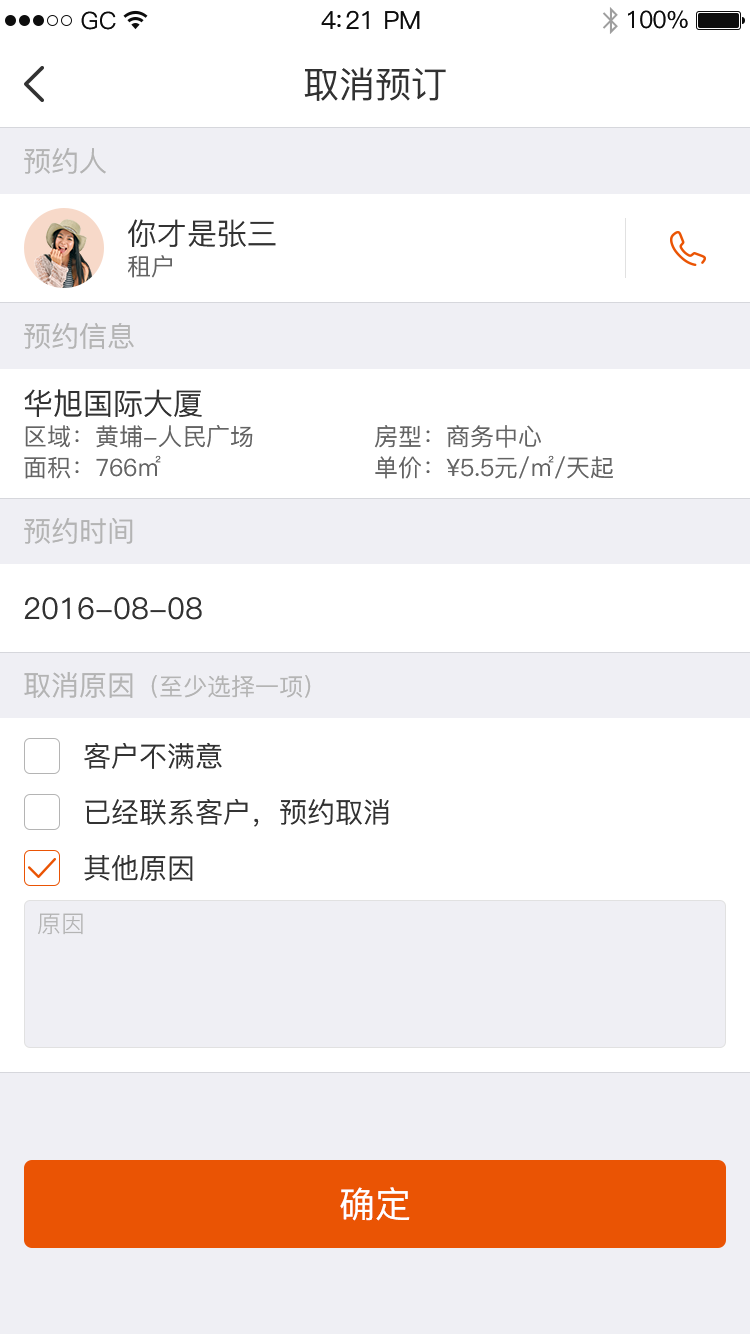 GC 4:21 PM 100%
取消预订
预约人
你才是张三
租户
预约信息
华旭国际大厦
区域：黄埔-人民广场 房型：商务中心
面积：766㎡ 单价：¥5.5元/㎡/天起
预约时间
2016-08-08
取消原因（至少选择一项）
客户不满意
已经联系客户，预约取消
其他原因
原因
确定